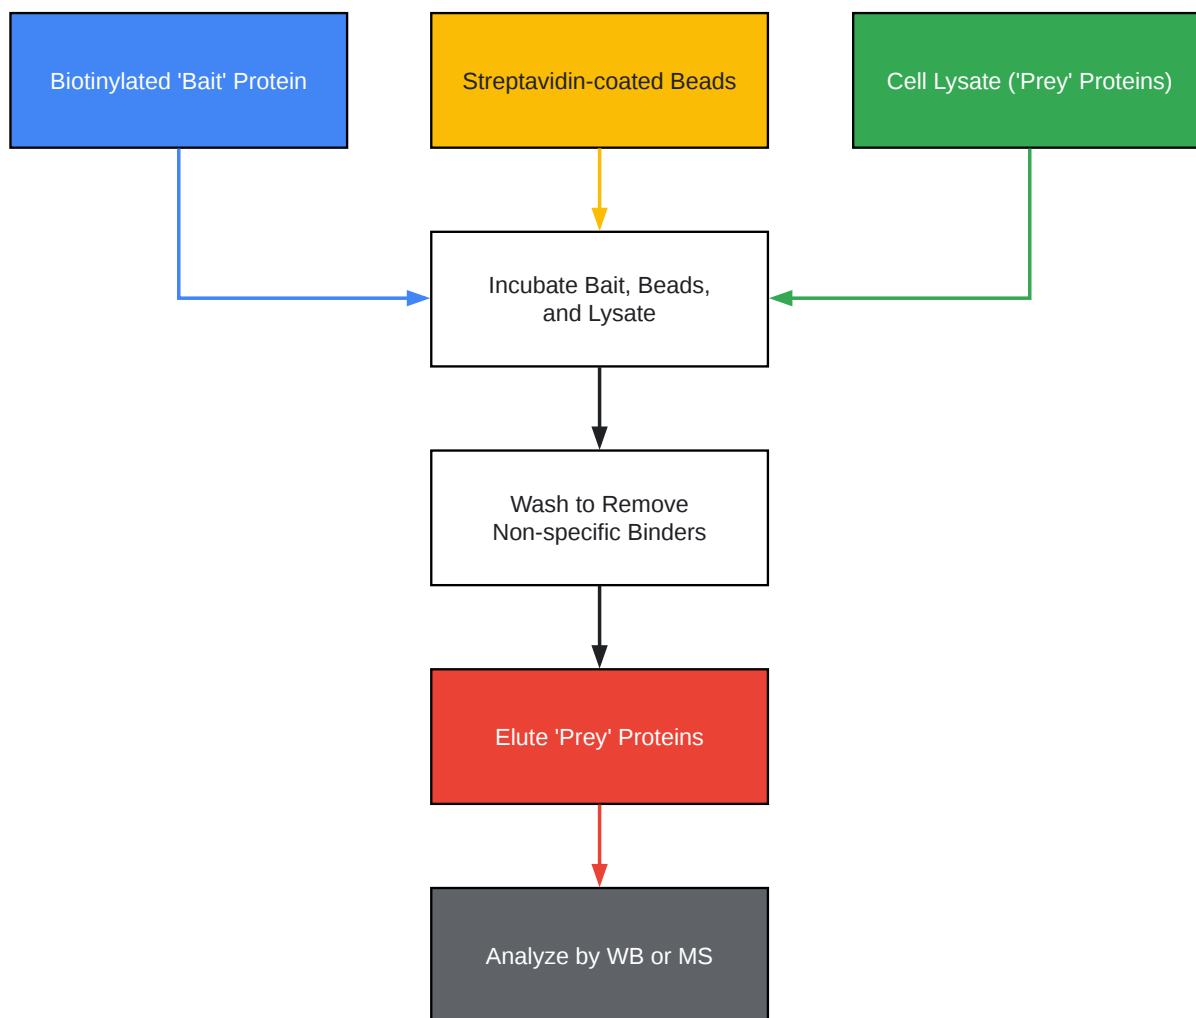 Biotinylated 'Bait' Protein
Streptavidin-coated Beads
Cell Lysate ('Prey' Proteins)
Incubate Bait, Beads,
and Lysate
Wash to Remove
Non-specific Binders
Elute 'Prey' Proteins
Analyze by WB or MS